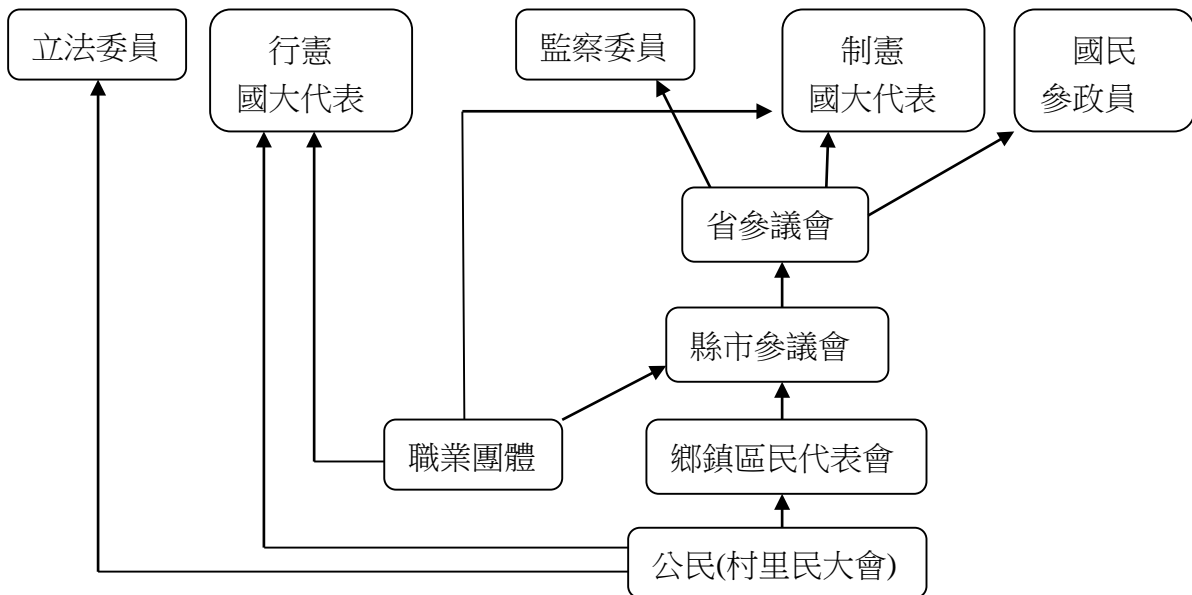 立法委員
行憲
國大代表
監察委員
制憲
國大代表
國民
參政員
省參議會
縣市參議會
職業團體
鄉鎮區民代表會
公民(村里民大會)